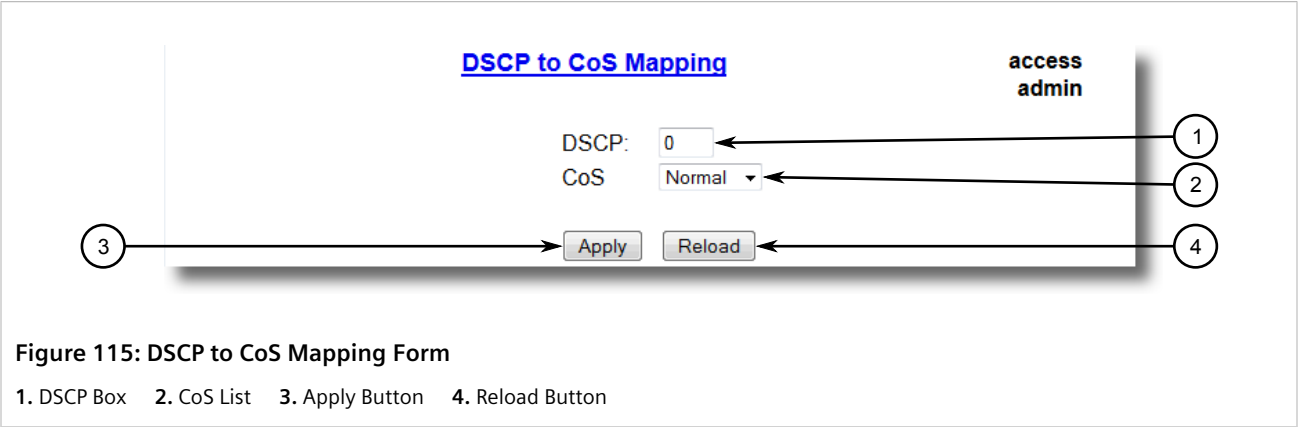 DSCP to CoS Mapping
access
admin
DSCP: 0
1
CoS Normal
2
3
Apply Reload
4
Figure 115: DSCP to CoS Mapping Form
1. DSCP Box 2. CoS List 3. Apply Button 4. Reload Button